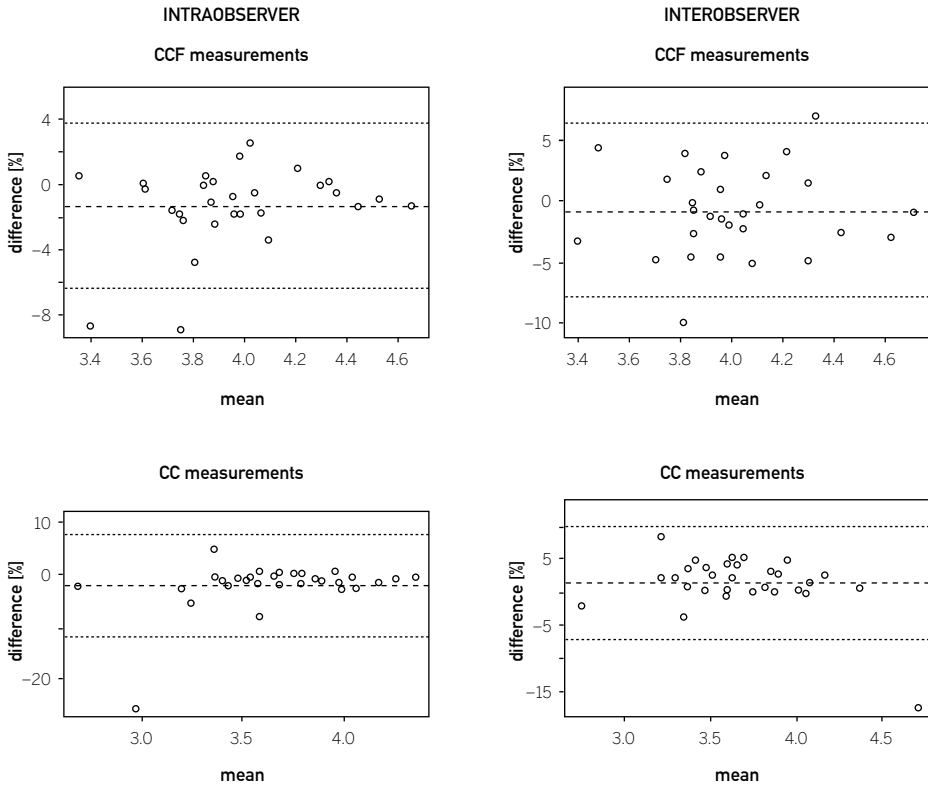 INTRAOBSERVER
CCF measurements
difference [%]
4
0
−4
−8
3.4 3.6 3.8 4.0 4.2 4.4 4.6
mean
INTEROBSERVER
CCF measurements
difference [%]
5
0
−5
−10
3.4 3.6 3.8 4.0 4.2 4.4 4.6
mean
CC measurements
difference [%]
10
0
−20
3.0 3.5 4.0
mean
CC measurements
difference [%]
5
−5
−15
3.0 3.5 4.0 4.5
mean